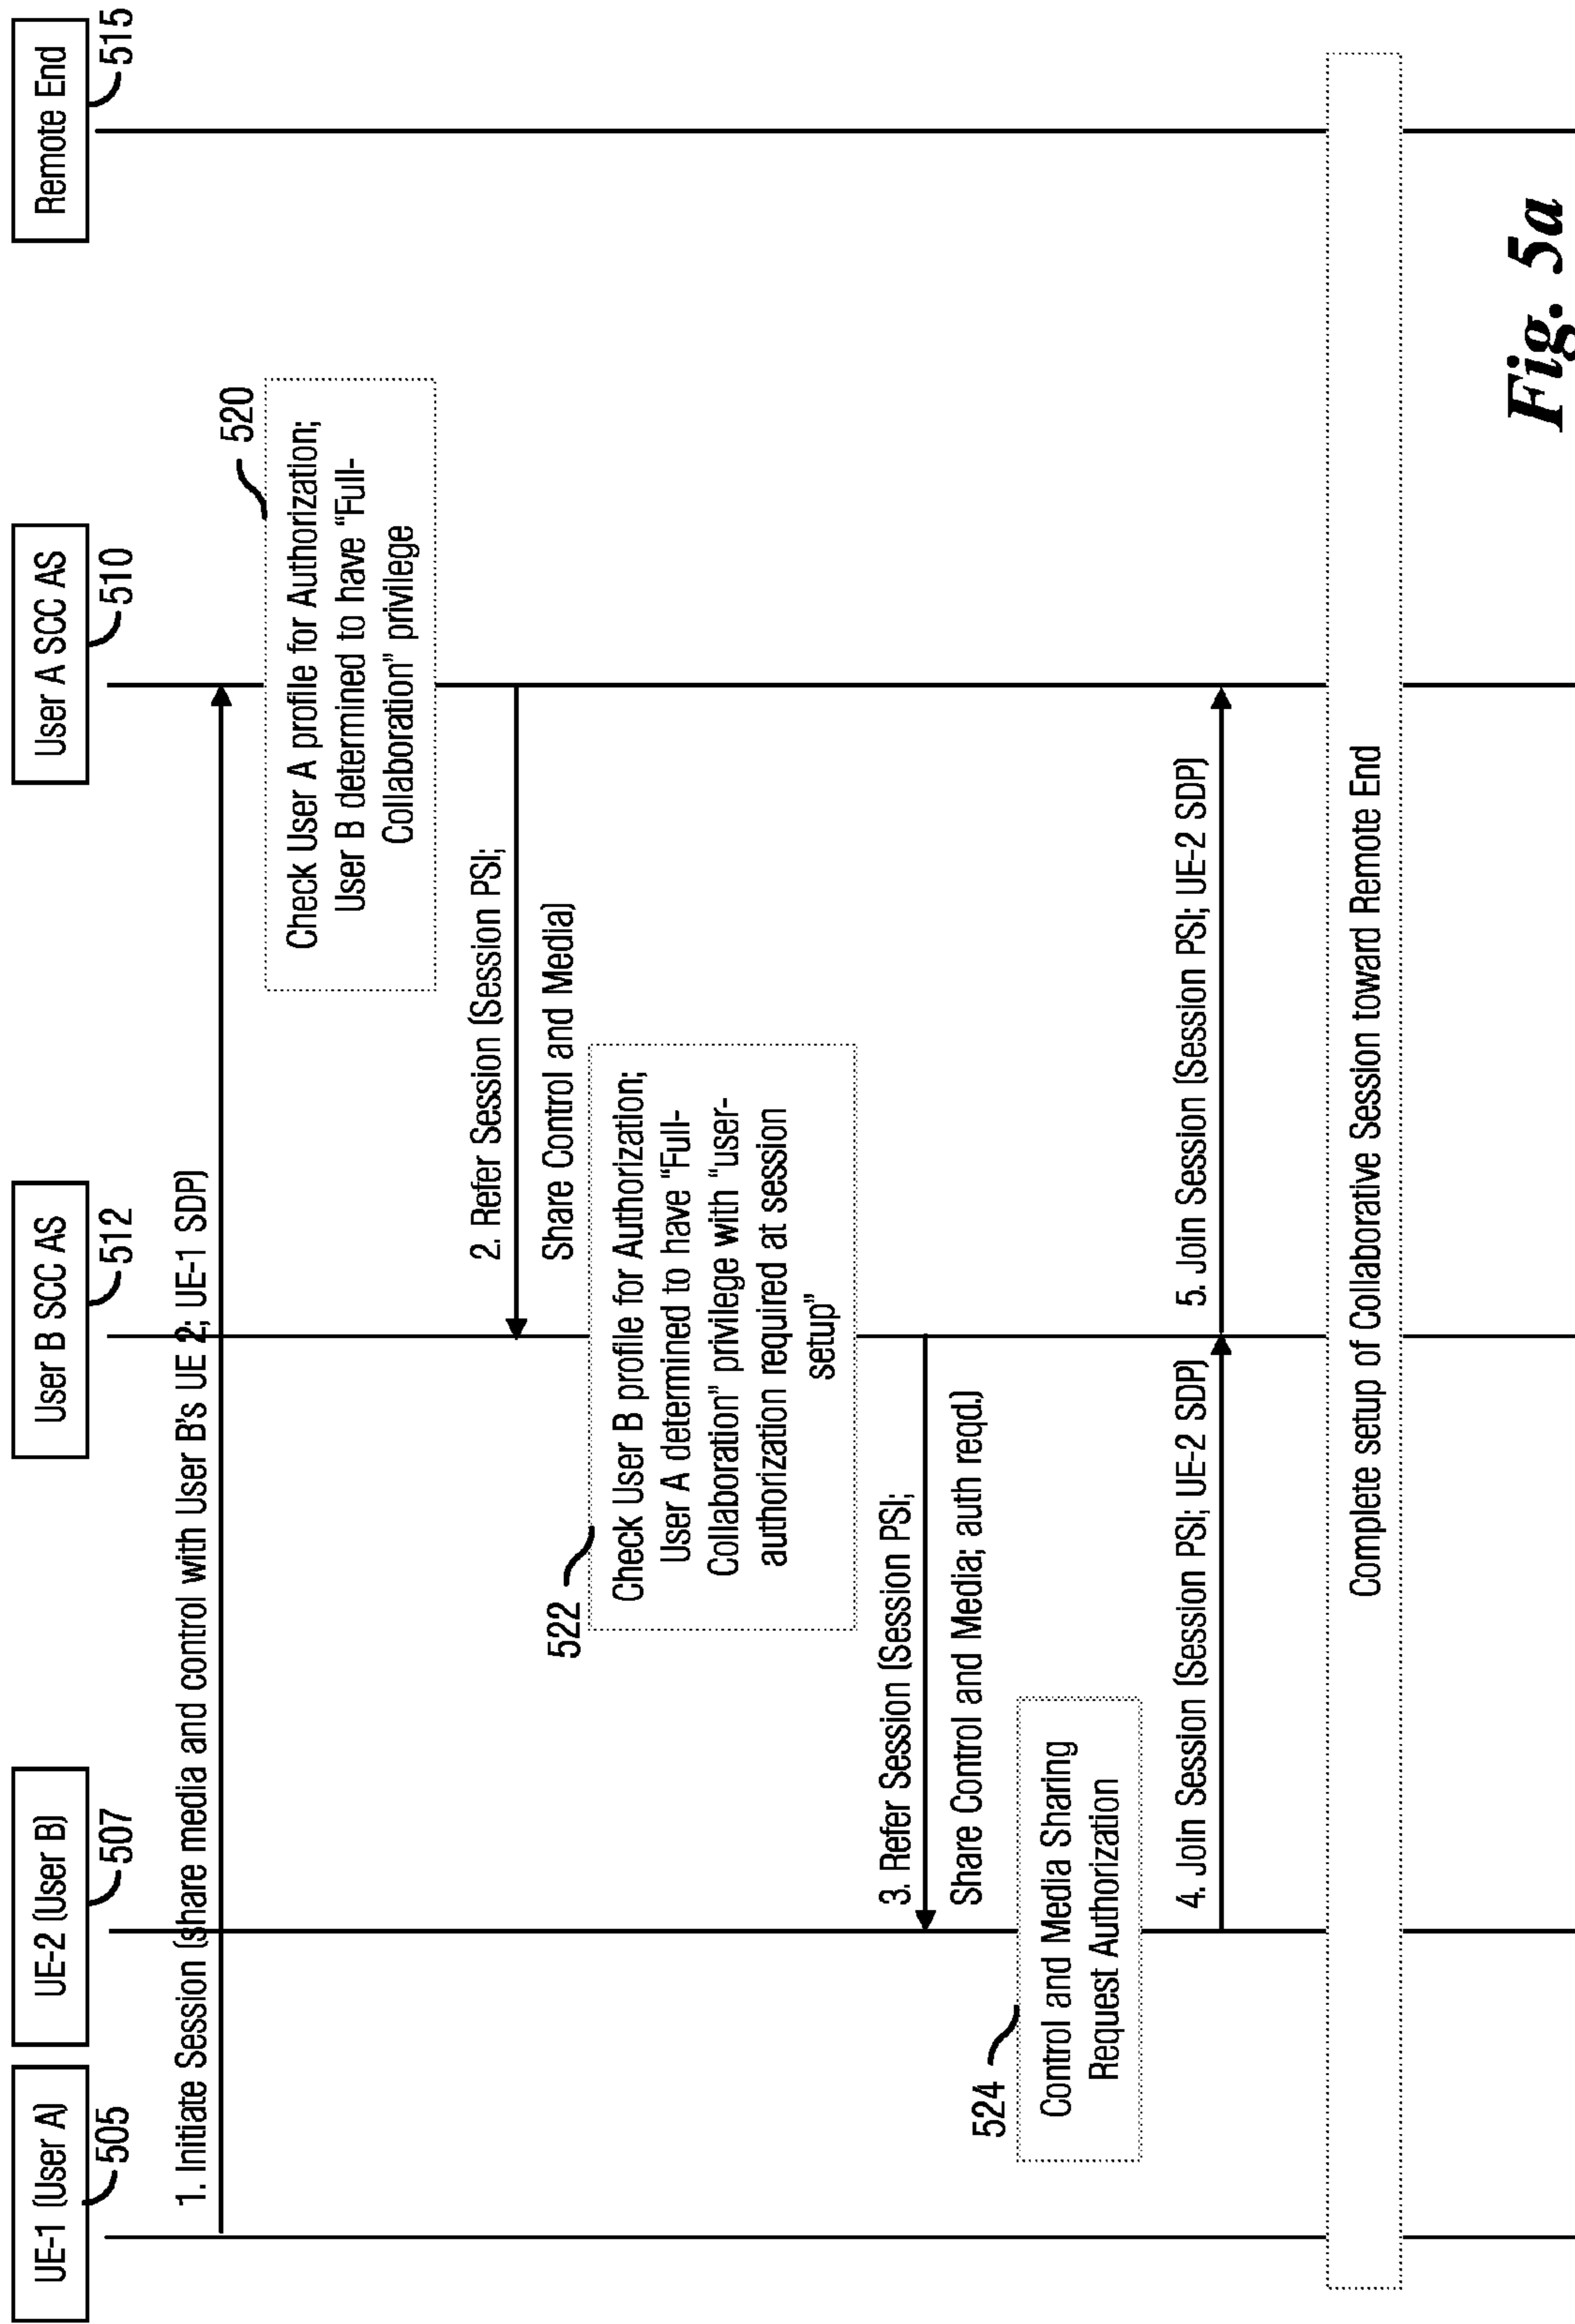 UE-1 (User A)
505
UE-2 (User B)
507
User B SCC AS
512
User A SCC AS
510
Remote End
515
1. Initiate Session (share media and control with User B's UE 2; UE-1 SDP)
520
Check User A profile for Authorization;
User B determined to have “Full-
Collaboration” privilege
2. Refer Session (Session PSI;
Share Control and Media)
522
Check User B profile for Authorization;
User A determined to have “Full-
Collaboration” privilege with “user-
authorization required at session
setup”
3. Refer Session (Session PSI;
Share Control and Media; auth reqd.)
524
Control and Media Sharing
Request Authorization
4. Join Session (Session PSI; UE-2 SDP)
5. Join Session (Session PSI; UE-2 SDP)
Complete setup of Collaborative Session toward Remote End
Fig. 5a